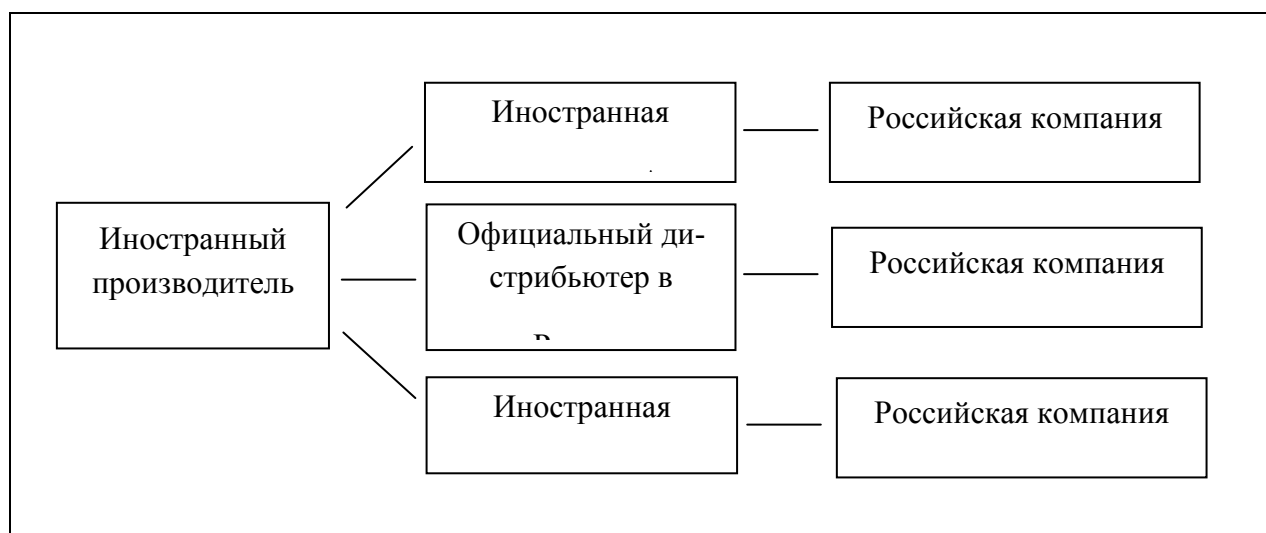 Иностранная
Российская компания
Иностранный
производитель
Официальный ди-
стрибьютер в
Российская компания
Иностранная
Российская компания